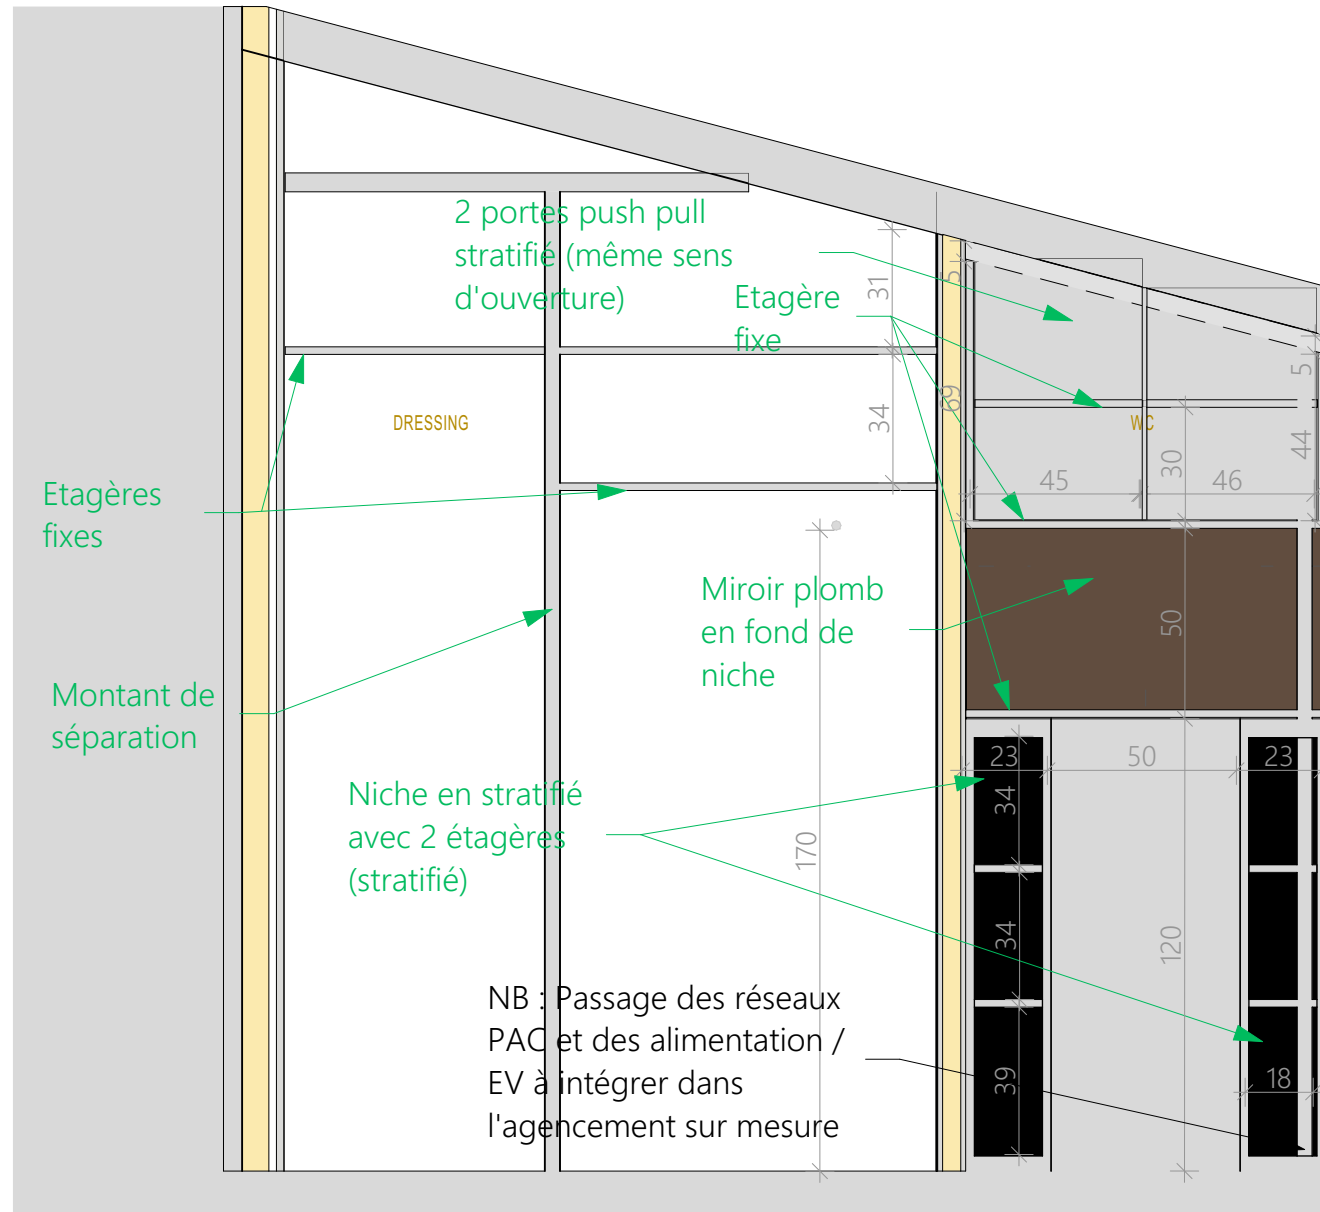 2 portes push pull
stratifié (même sens
d'ouverture)
Etagère
fixe
31
5
5
DRESSING
34
69
WC
44
30
45
46
Etagères
fixes
Miroir plomb
en fond de
niche
50
Montant de
séparation
23
50
23
Niche en stratifié
avec 2 étagères
(stratifié)
34
170
34
120
NB : Passage des réseaux
PAC et des alimentation /
EV à intégrer dans
l'agencement sur mesure
39
18